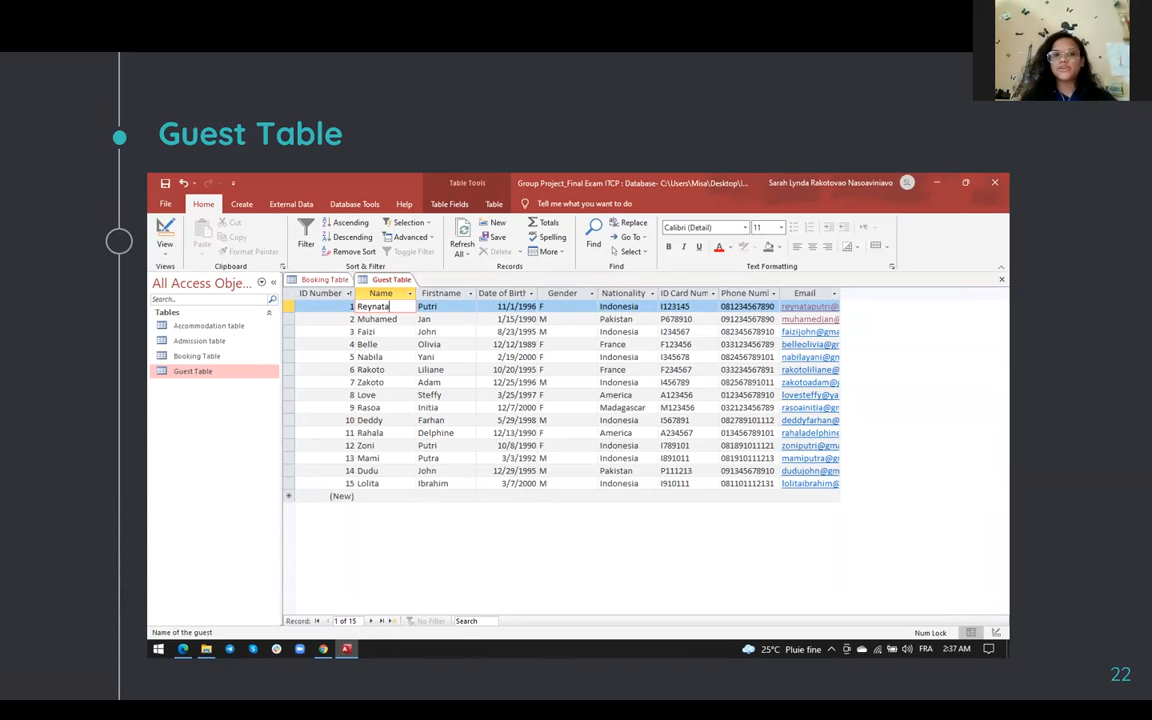 Guest Table
Table Tools
Group Project_Final Exam ITCP : Database- C:\Users\Misa\Desktop\I...
Sarah Lynda Rakotovao Nasoaviniavo
SL
File Home Create External Data Database Tools Help Table Fields Table Tell me what you want to do
View
Views
Paste
Cut
Copy
Format Painter
Clipboard
Filter
Ascending
Descending
Remove Sort
Selection
Advanced
Toggle Filter
Sort & Filter
Refresh
All
New
Save
Delete
Totals
Spelling
More
Records
Find
Replace
Go To
Select
Find
Calibri (Detail) 11
B I U A
Text Formatting
All Access Obje...
Search...
Tables
Accommodation table
Admission table
Booking Table
Guest Table
Booking Table Guest Table
ID Number Name Firstname Date of Birth Gender Nationality ID Card Num Phone Numl Email
1 Reynata Putri 11/1/1996 F Indonesia I123145 081234567890 reynataputri@
2 Muhamed Jan 1/15/1990 M Pakistan P678910 091234567890 muhamedjan@
3 Faizi John 8/23/1995 M Indonesia I234567 082345678910 faizijohn@gm
4 Belle Olivia 12/12/1989 F France F123456 033123456789 belleolivia@gr
5 Nabila Yani 2/19/2000 F Indonesia I345678 082456789101 nabilayani@gr
6 Rakoto Liliane 10/20/1995 F France F234567 033234567891 rakotoliliane@
7 Zakoto Adam 12/25/1996 M Indonesia I456789 082567891011 zakotoadam@
8 Love Steffy 3/25/1997 F America A123456 012345678910 lovesteffy@ya
9 Rasoa Initia 12/7/2000 F Madagascar M123456 032123456789 rasoainitia@g
10 Deddy Farhan 5/29/1998 M Indonesia I567891 082789101112 deddyfarhan@
11 Rahala Delphine 12/13/1990 F America A234567 013456789101 rahaladelphine
12 Zoni Putri 10/8/1990 F Indonesia I789101 081891011121 zoniputri@gm
13 Mami Putra 3/3/1992 M Indonesia I891011 081910111213 mamiputra@g
14 Dudu John 12/29/1995 M Pakistan P111213 091345678910 dudujohn@gm
15 Lolita Ibrahim 3/7/2000 M Indonesia I910111 081101112131 lolitaibrahim@
(New)
Record: 1 of 15 No Filter Search
Name of the guest
Num Lock
25°C Pluie fine
FRA
2:37 AM
22